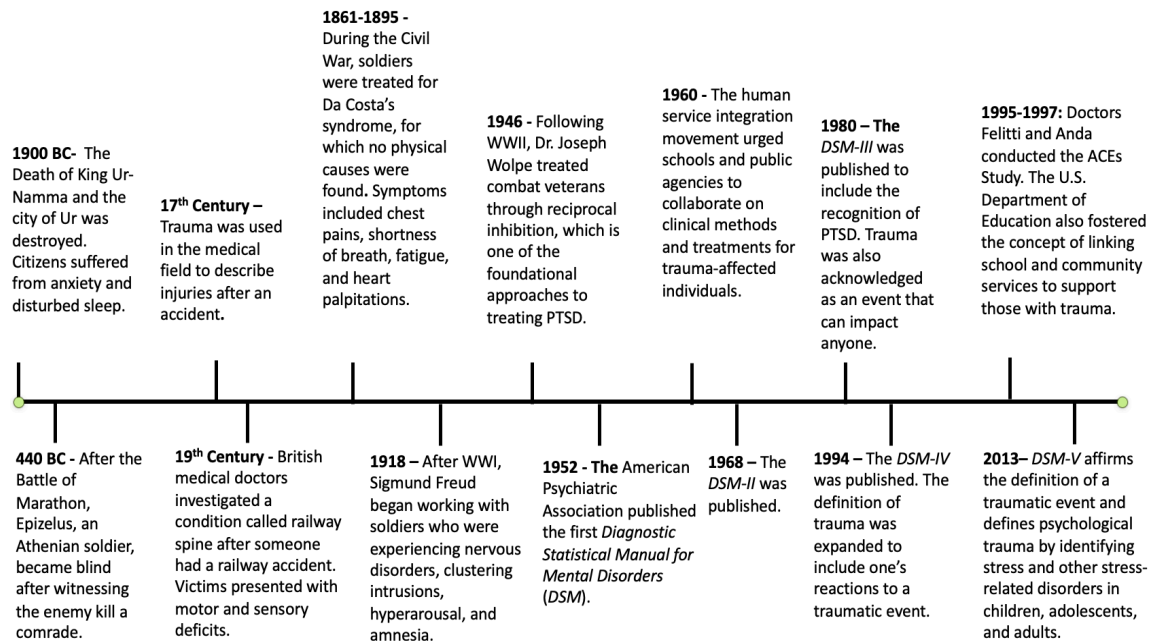 1861-1895 -
During the Civil
War, soldiers
were treated for
Da Costa’s
syndrome, for
which no physical
causes were
found. Symptoms
included chest
pains, shortness
of breath, fatigue,
and heart
palpitations.
1900 BC-  The
Death of King Ur-
Namma and the
city of Ur was
destroyed.
Citizens suffered
from anxiety and
disturbed sleep.
17th Century –
Trauma was used
in the medical
field to describe
injuries after an
accident.
1946 - Following
WWII, Dr. Joseph
Wolpe treated
combat veterans
through reciprocal
inhibition, which is
one of the
foundational
approaches to
treating PTSD.
1960 - The human
service integration
movement urged
schools and public
agencies to
collaborate on
clinical methods
and treatments for
trauma-affected
individuals.
1980 – The
DSM-III was
published to
include the
recognition of
PTSD. Trauma
was also
acknowledged
as an event that
can impact
anyone.
1995-1997: Doctors
Felitti and Anda
conducted the ACEs
Study. The U.S.
Department of
Education also fostered
the concept of linking
school and community
services to support
those with trauma.
440 BC - After the
Battle of
Marathon,
Epizelus, an
Athenian soldier,
became blind
after witnessing
the enemy kill a
comrade.
19th Century - British
medical doctors
investigated a
condition called railway
spine after someone
had a railway accident.
Victims presented with
motor and sensory
deficits.
1918 – After WWI,
Sigmund Freud
began working with
soldiers who were
experiencing nervous
disorders, clustering
intrusions,
hyperarousal, and
amnesia.
1952 - The American
Psychiatric
Association published
the first Diagnostic
Statistical Manual for
Mental Disorders
(DSM).
1968 – The
DSM-II was
published.
1994 – The DSM-IV
was published. The
definition of
trauma was
expanded to
include one’s
reactions to a
traumatic event.
2013– DSM-V affirms
the definition of a
traumatic event and
defines psychological
trauma by identifying
stress and other stress-
related disorders in
children, adolescents,
and adults.